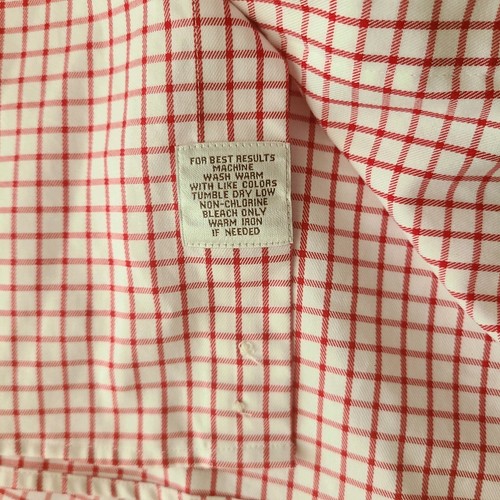 FOR BEST RESULTS
MACHINE
WASH WARM
WITH LIKE COLORS
TUMBLE DRY LOW
NON-CHLORINE
BLEACH ONLY
WARM IRON
IF NEEDED